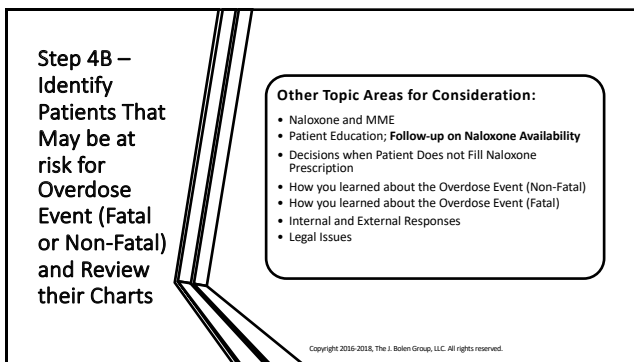 Step 4B –
Identify
Patients That
May be at
risk for
Overdose
Event (Fatal
or Non-Fatal)
and Review
their Charts
Other Topic Areas for Consideration:
• Naloxone and MME
• Patient Education; Follow-up on Naloxone Availability
• Decisions when Patient Does not Fill Naloxone
Prescription
• How you learned about the Overdose Event (Non-Fatal)
• How you learned about the Overdose Event (Fatal)
• Internal and External Responses
• Legal Issues
Copyright 2016-2018, The J. Bolen Group, LLC. All rights reserved.